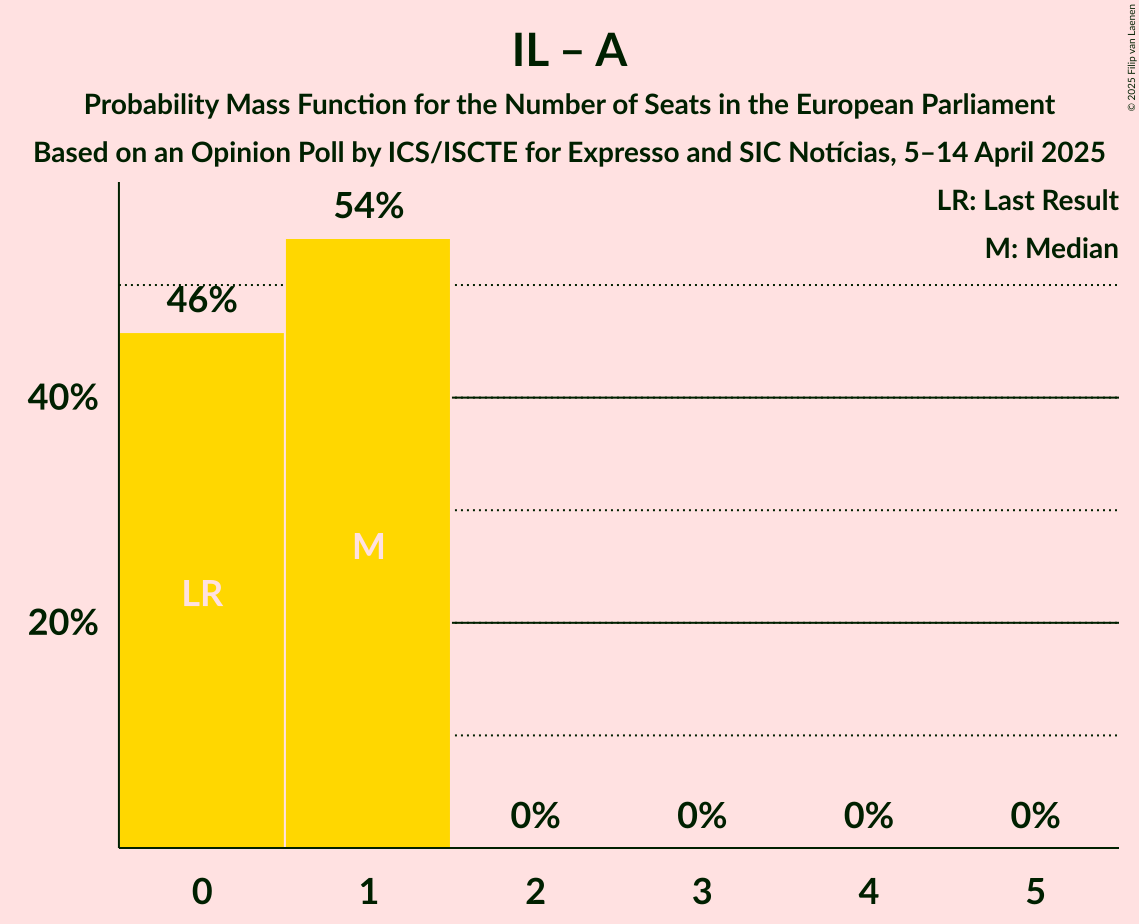 IL – A
Probability Mass Function for the Number of Seats in the European Parliament
Based on an Opinion Poll by ICS/ISCTE for Expresso and SIC Notícias, 5–14 April 2025
© 2025 Filip van Laenen
LR: Last Result
M: Median
54%
46%
40%
20%
M
LR
0%
0%
0%
0%
0
1
2
3
4
5